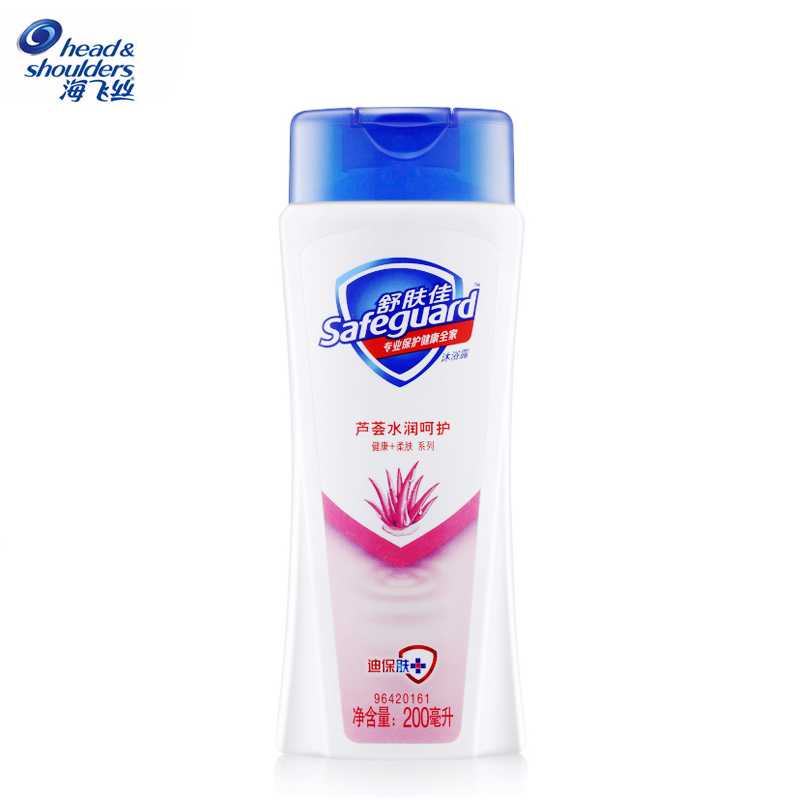 head&
shoulders®
海飞丝
舒肤佳
Safeguard™
专业保护健康全家
沐浴露
芦荟水润呵护
健康+柔肤 系列
迪保肤
96420161
净含量：200毫升